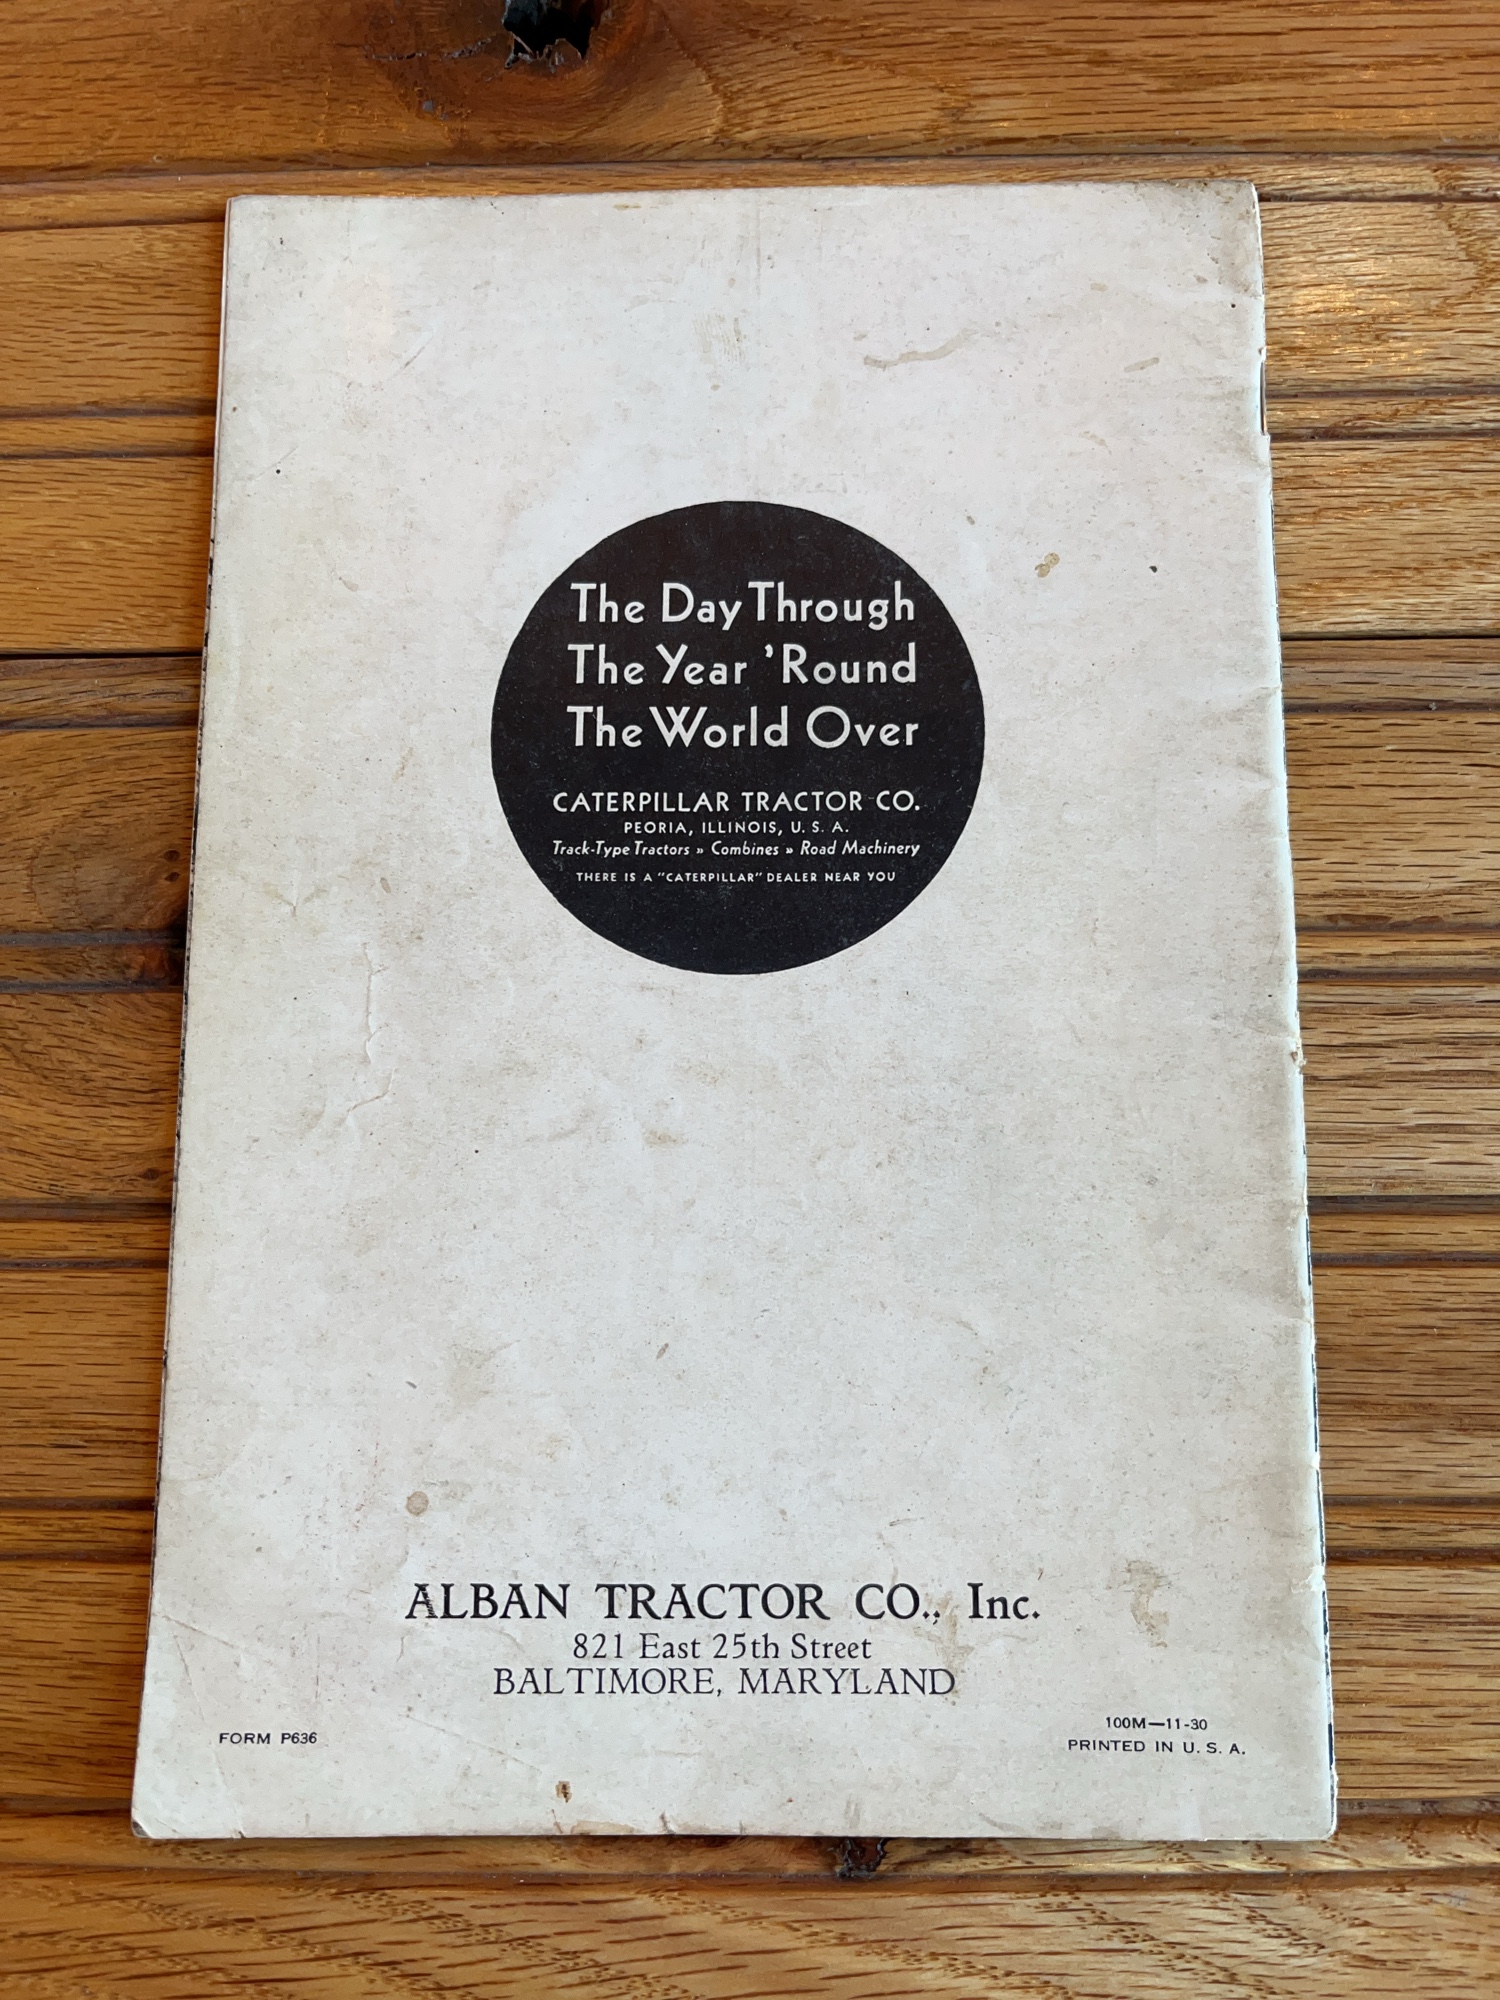 The Day Through
The Year 'Round
The World Over
CATERPILLAR TRACTOR CO.
PEORIA, ILLINOIS, U. S. A.
Track-Type Tractors » Combines » Road Machinery
THERE IS A "CATERPILLAR" DEALER NEAR YOU
ALBAN TRACTOR CO., Inc.
821 East 25th Street
BALTIMORE, MARYLAND
FORM P636
100M—11-30
PRINTED IN U. S. A.